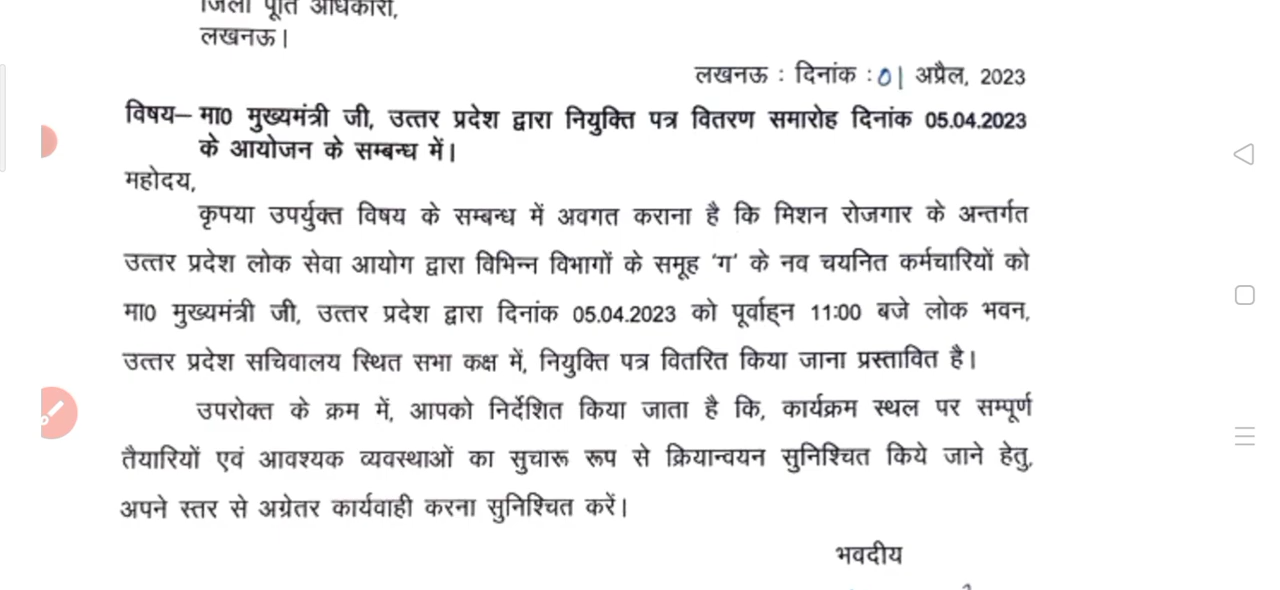 जिला पूर्ति अधिकारी,
लखनऊ।
लखनऊ : दिनांक :01 अप्रैल, 2023
विषय– मा0 मुख्यमंत्री जी, उत्तर प्रदेश द्वारा नियुक्ति पत्र वितरण समारोह दिनांक 05.04.2023
के आयोजन के सम्बन्ध में।
महोदय,
कृपया उपर्युक्त विषय के सम्बन्ध में अवगत कराना है कि मिशन रोजगार के अन्तर्गत
उत्तर प्रदेश लोक सेवा आयोग द्वारा विभिन्न विभागों के समूह 'ग' के नव चयनित कर्मचारियों को
मा0 मुख्यमंत्री जी, उत्तर प्रदेश द्वारा दिनांक 05.04.2023 को पूर्वाह्न 11:00 बजे लोक भवन,
उत्तर प्रदेश सचिवालय स्थित सभा कक्ष में, नियुक्ति पत्र वितरित किया जाना प्रस्तावित है।
उपरोक्त के क्रम में, आपको निर्देशित किया जाता है कि, कार्यक्रम स्थल पर सम्पूर्ण
तैयारियों एवं आवश्यक व्यवस्थाओं का सुचारू रूप से क्रियान्वयन सुनिश्चित किये जाने हेतु,
अपने स्तर से अग्रेतर कार्यवाही करना सुनिश्चित करें।
भवदीय